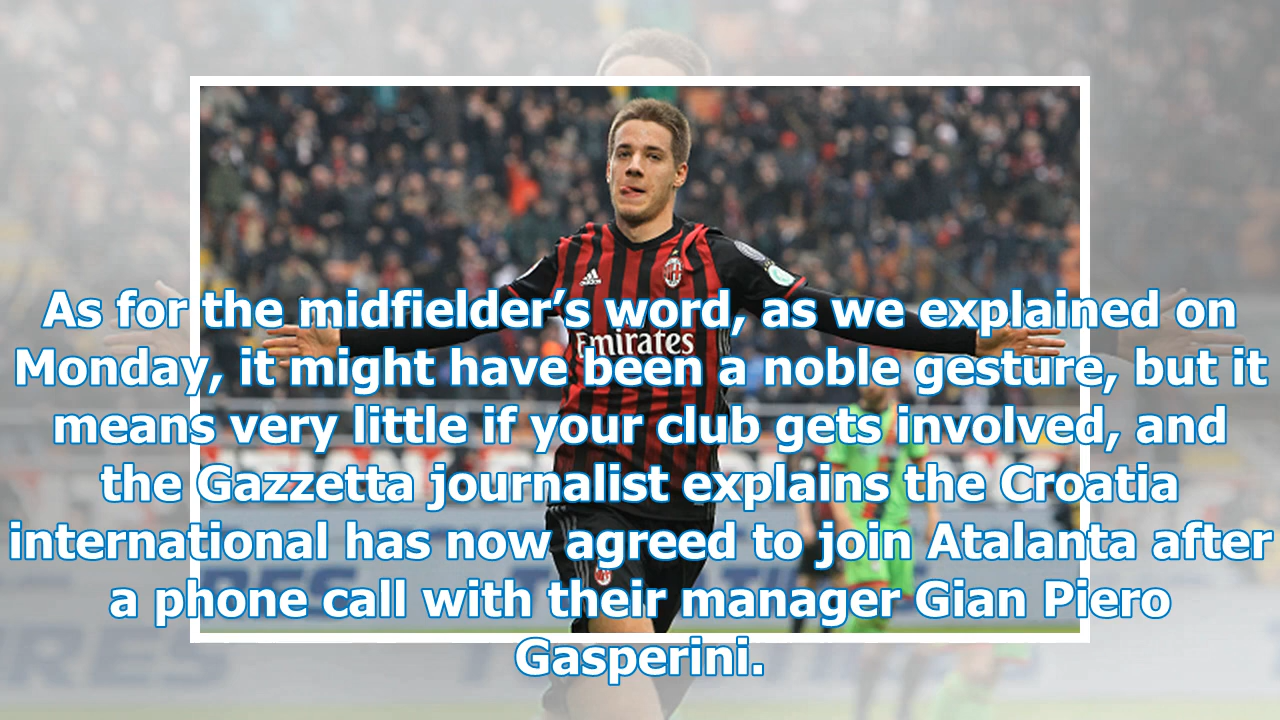 As for the midfielder’s word, as we explained on
Monday, it might have been a noble gesture, but it
means very little if your club gets involved, and
the Gazzetta journalist explains the Croatia
international has now agreed to join Atalanta after
a phone call with their manager Gian Piero
Gasperini.
Emirates